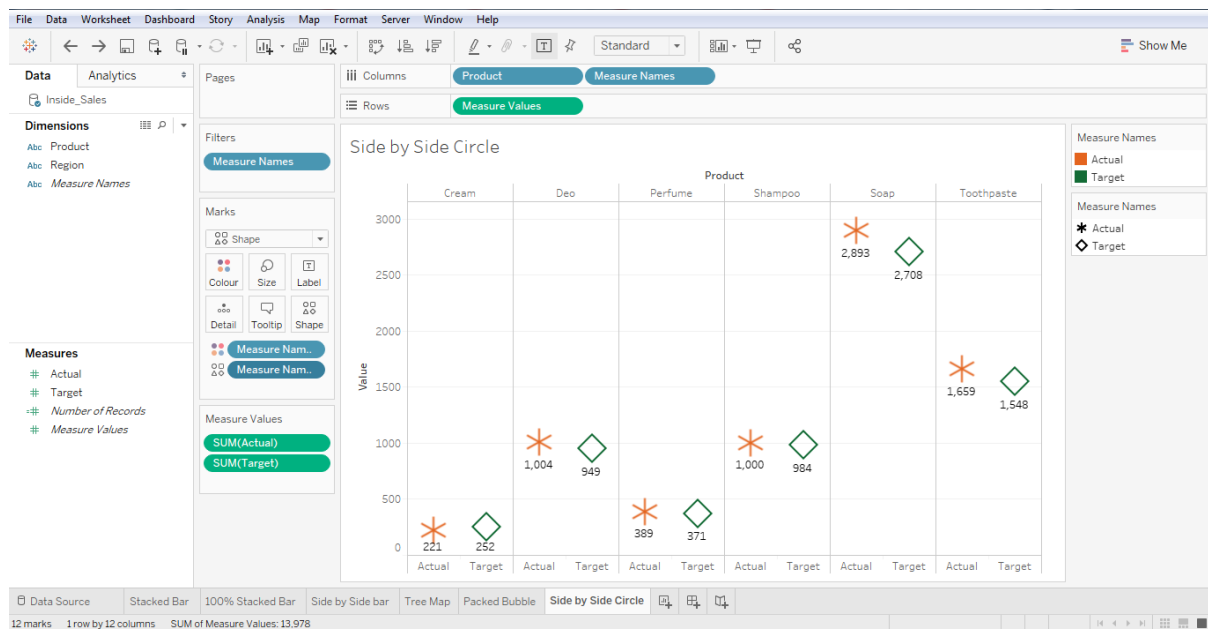 File Data Worksheet Dashboard Story Analysis Map Format Server Window Help
Standard
Show Me
Data Analytics
Inside_Sales
Dimensions
Abc Product
Abc Region
Abc Measure Names
Measures
# Actual
# Target
=# Number of Records
# Measure Values
Pages
Filters
Measure Names
Marks
Shape
Colour Size Label
Detail Tooltip Shape
Measure Nam..
Measure Nam..
Measure Values
SUM(Actual)
SUM(Target)
Columns Product Measure Names
Rows Measure Values
Side by Side Circle
Product
Cream Deo Perfume Shampoo Soap Toothpaste
Value
3000
2500
2000
1500
1000
500
0
2,893
2,708
1,659
1,548
1,004
949
1,000
984
389
371
221
252
Actual Target Actual Target Actual Target Actual Target Actual Target Actual Target
Measure Names
Actual
Target
Measure Names
Actual
Target
Data Source Stacked Bar 100% Stacked Bar Side by Side bar Tree Map Packed Bubble Side by Side Circle
12 marks 1 row by 12 columns SUM of Measure Values: 13,978